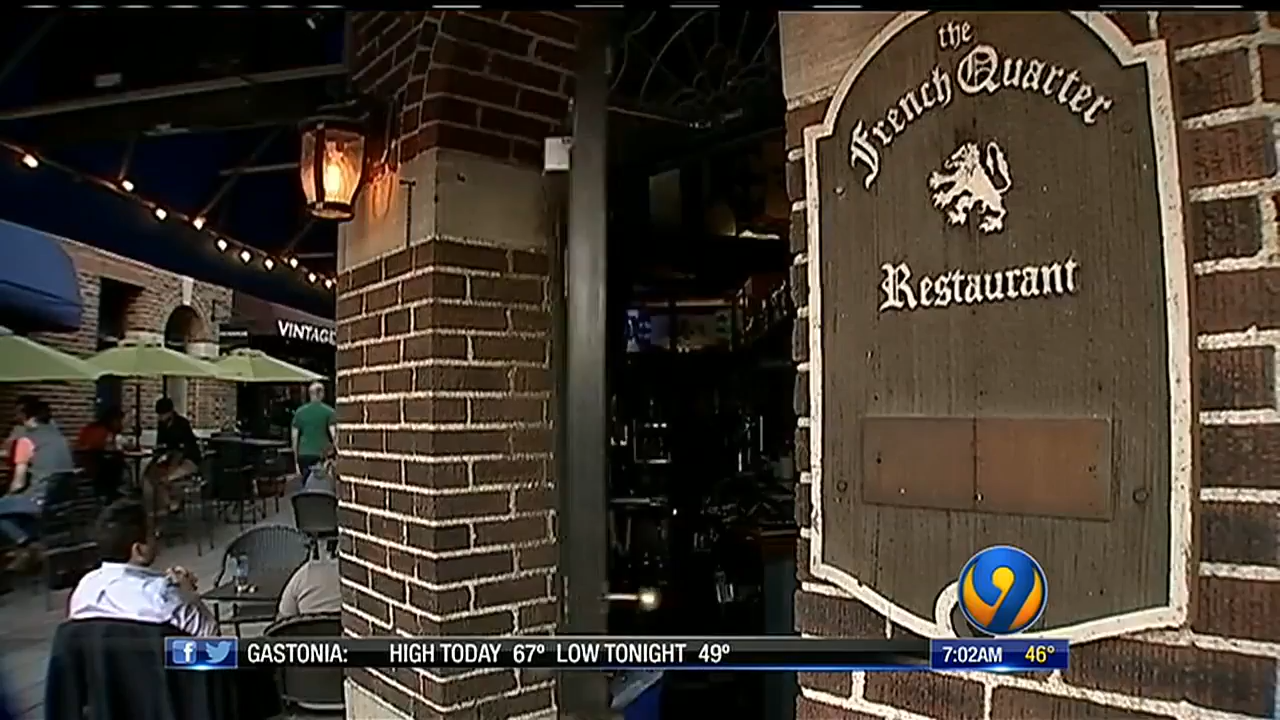 the
French Quarter
Restaurant
VINTAGE
9
GASTONIA: HIGH TODAY 67° LOW TONIGHT 49°
7:02AM 46°